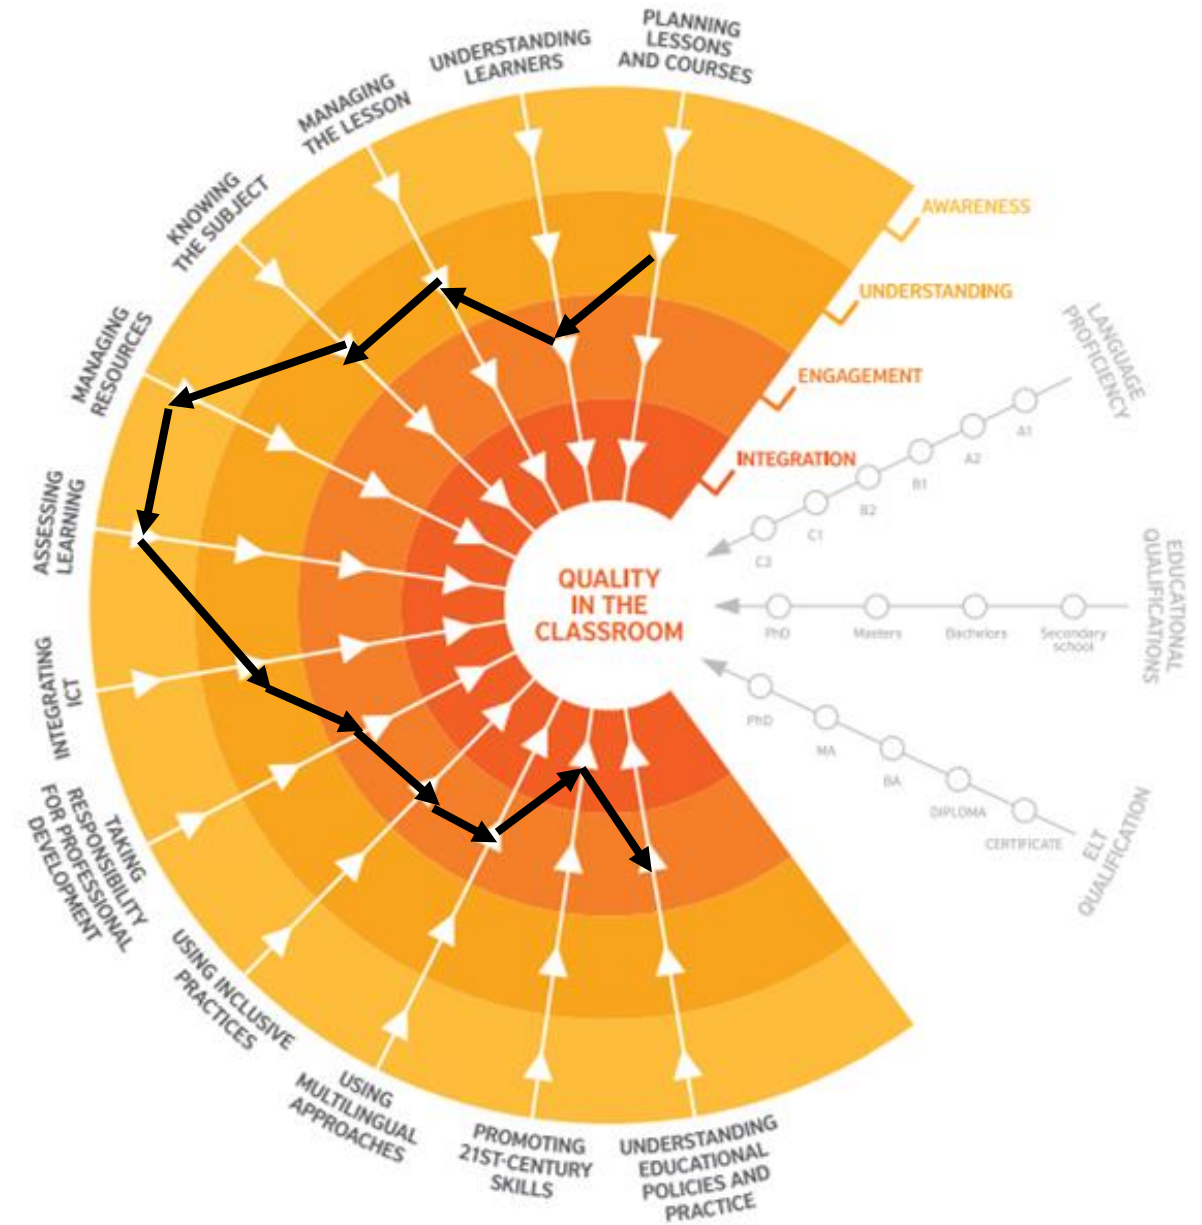 PLANNING
LESSONS
AND COURSES
UNDERSTANDING
LEARNERS
MANAGING
THE LESSON
KNOWING
THE SUBJECT
MANAGING
RESOURCES
ASSESSING
LEARNING
INTEGRATING
ICT
TAKING
RESPONSIBILITY
FOR PROFESSIONAL
DEVELOPMENT
USING INCLUSIVE
PRACTICES
USING
MULTILINGUAL
APPROACHES
PROMOTING
21ST-CENTURY
SKILLS
UNDERSTANDING
EDUCATIONAL
POLICIES AND
PRACTICE
AWARENESS
UNDERSTANDING
ENGAGEMENT
INTEGRATION
QUALITY
IN THE
CLASSROOM
LANGUAGE
PROFICIENCY
A1
A2
B1
B2
C1
C2
EDUCATIONAL
QUALIFICATIONS
PhD
Masters
Bachelors
Secondary
school
PhD
MA
BA
DIPLOMA
CERTIFICATE
ELT
QUALIFICATION